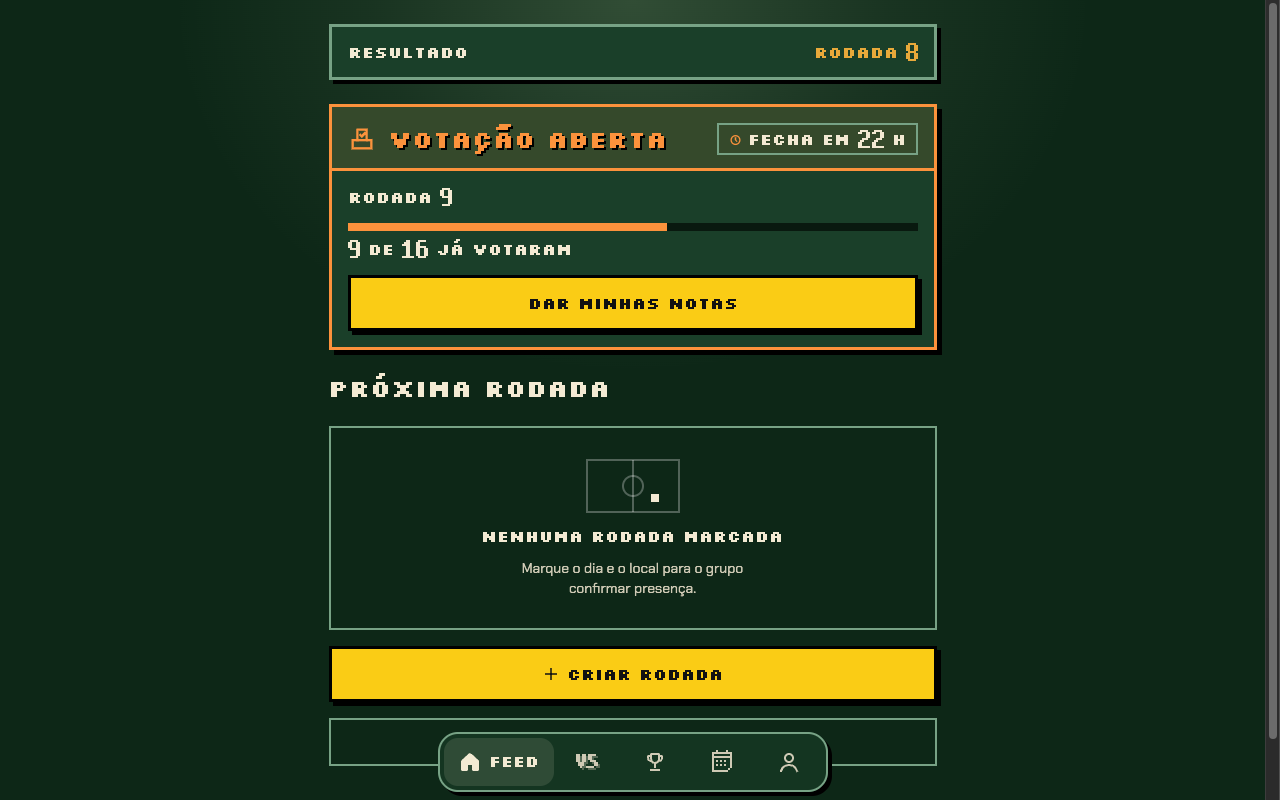 RESULTADO
RODADA 8
VOTAÇÃO ABERTA
FECHA EM 22 H
RODADA 9
9 DE 16 JÁ VOTARAM
DAR MINHAS NOTAS
PRÓXIMA RODADA
NENHUMA RODADA MARCADA
Marque o dia e o local para o grupo
confirmar presença.
+ CRIAR RODADA
FEED
VS